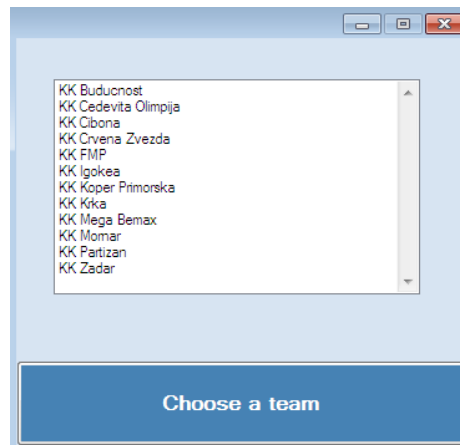 KK Buducnost
KK Cedevita Olimpija
KK Cibona
KK Crvena Zvezda
KK FMP
KK Igokea
KK Koper Primorska
KK Krka
KK Mega Bemax
KK Mornar
KK Partizan
KK Zadar
Choose a team